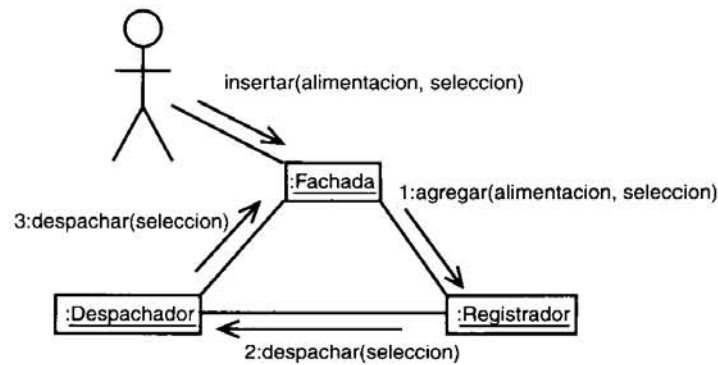 insertar(alimentacion, seleccion)
:Fachada
1:agregar(alimentacion, seleccion)
3:despachar(seleccion)
:Despachador
:Registrador
2:despachar(seleccion)